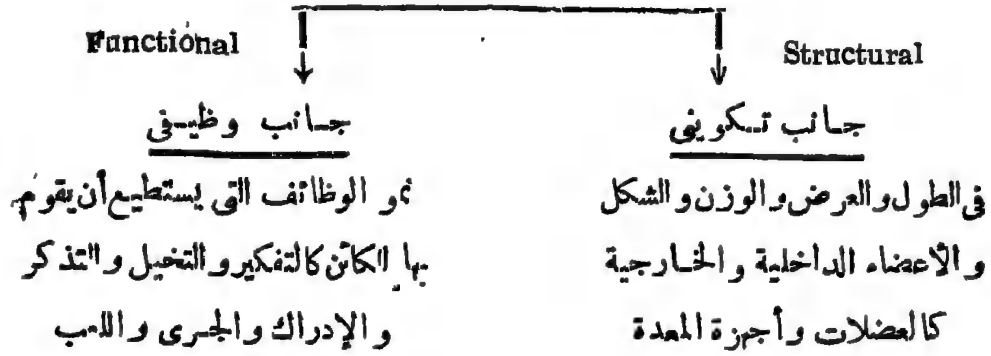 Structural
جانب تكوينى
فى الطول والعرض والوزن والشكل
والأعضاء الداخلية والخارجية
كالعضلات وأجهزة المعدة
Functional
جانب وظيفى
نمو الوظائف التى يستطيع أن يقوم
بها الكائن كالتفكير والتخيل والتذكر
والإدراك والجرى واللعب